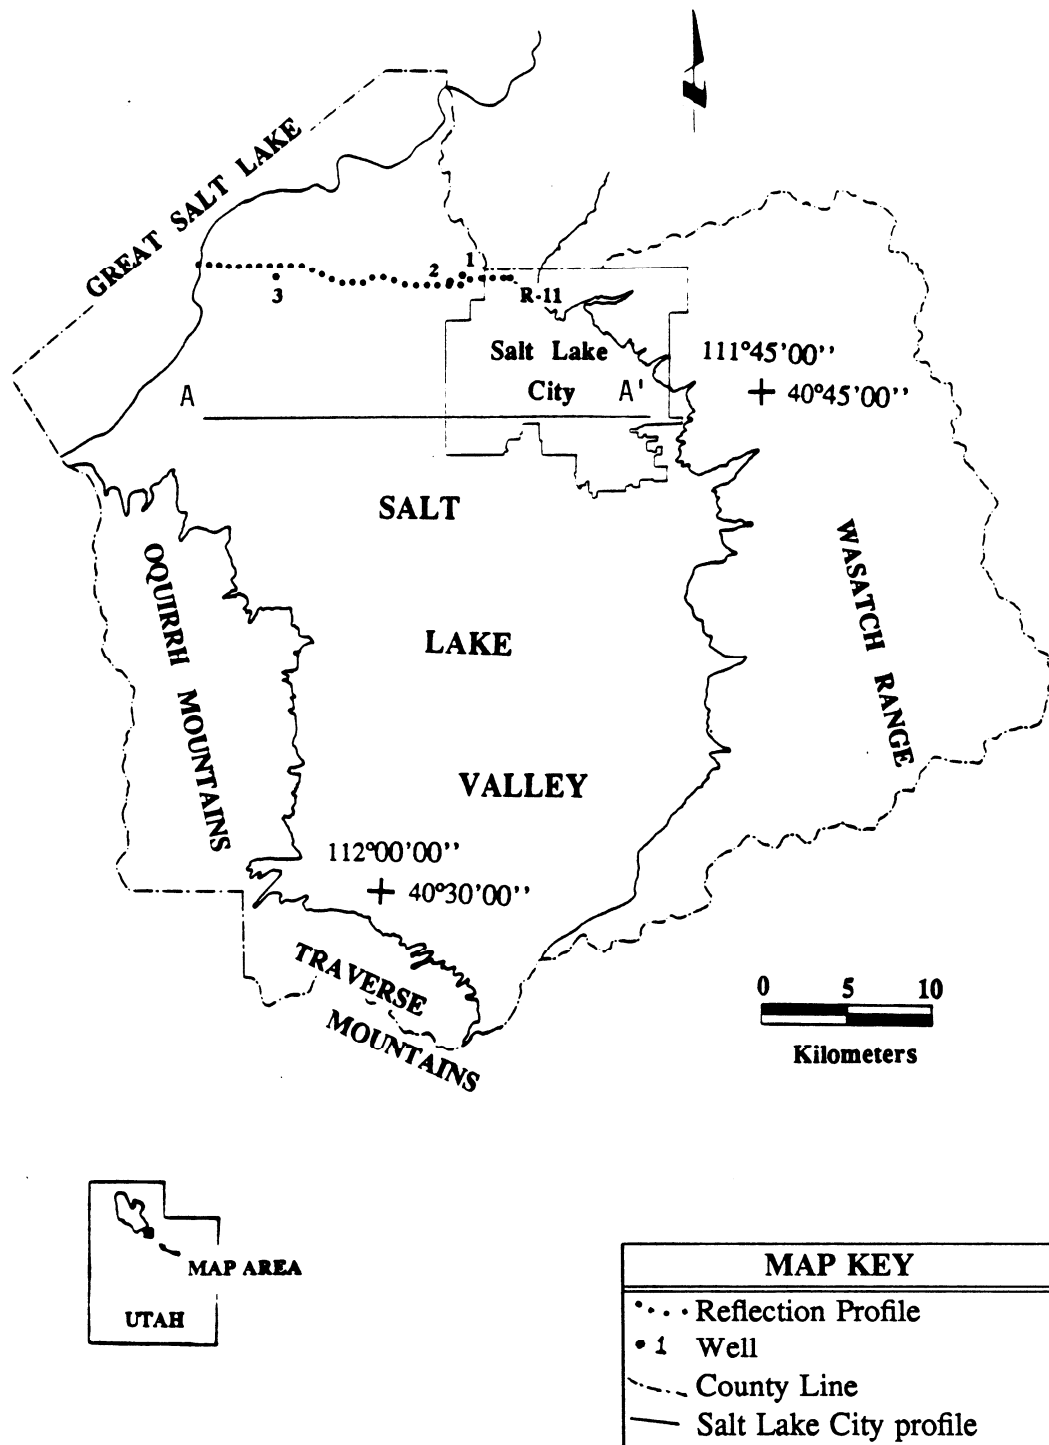 GREAT SALT LAKE
1
2
3
R-11
Salt Lake
City
A
A'
111°45'00''
40°45'00''
SALT
LAKE
VALLEY
OQUIRRH MOUNTAINS
WASATCH RANGE
112°00'00''
40°30'00''
TRAVERSE
MOUNTAINS
0 5 10
Kilometers
MAP AREA
UTAH
MAP KEY
Reflection Profile
1 Well
County Line
Salt Lake City profile